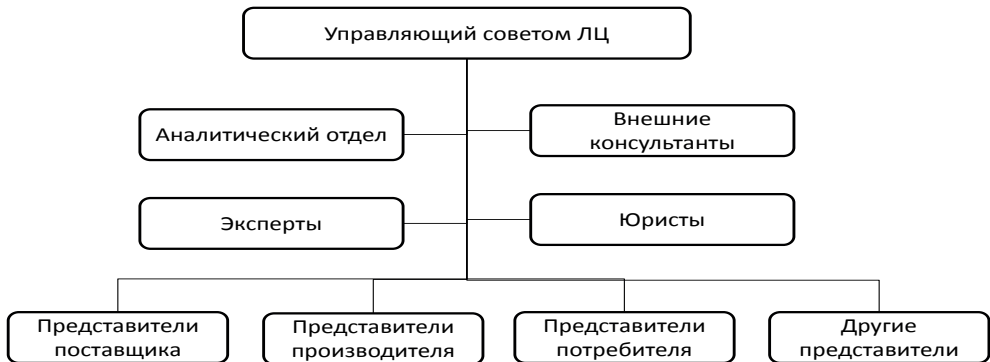 Управляющий советом ЛЦ
Аналитический отдел
Внешние
консультанты
Эксперты
Юристы
Представители
поставщика
Представители
производителя
Представители
потребителя
Другие
представители